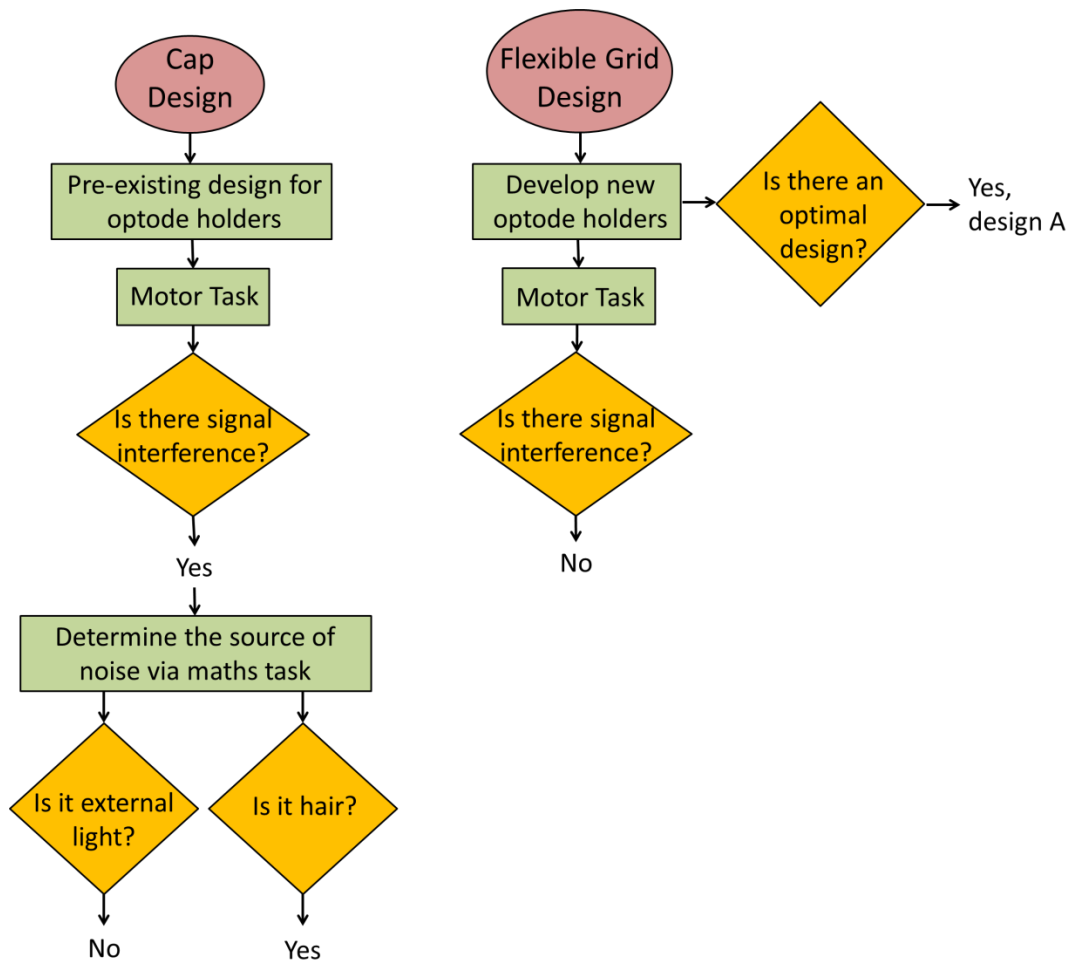 Cap
Design
Pre-existing design for
optode holders
Motor Task
Is there signal
interference?
Yes
Determine the source of
noise via maths task
Is it external
light?
No
Is it hair?
Yes
Flexible Grid
Design
Develop new
optode holders
Is there an
optimal
design?
Yes,
design A
Motor Task
Is there signal
interference?
No